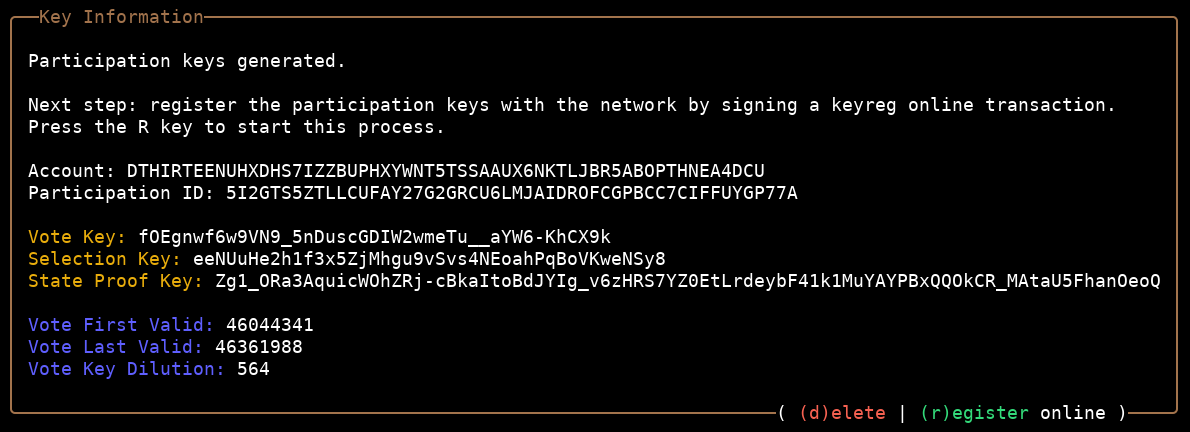 Key Information
Participation keys generated.
Next step: register the participation keys with the network by signing a keyreg online transaction.
Press the R key to start this process.
Account: DTHIRTEENUHXDHS7IZZBUPHXYWNT5TSSAAUX6NKTLJBR5ABOPTHNEA4DCU
Participation ID: 5I2GTS5ZTLLCUFAY27G2GRCU6LMJAIDROFCGPBCC7CIFFUYGP77A
Vote Key: fOEgnwf6w9VN9_5nDuscGDIW2wmeTu__aYW6-KhCX9k
Selection Key: eeNUuHe2h1f3x5ZjMhgu9vSvs4NEoahPqBoVKweNSy8
State Proof Key: Zg1_ORa3AquicWOhZRj-cBkaItoBdJYIg_v6zHRS7YZ0EtLrdeybF41k1MuYAYPBxQQOkCR_MAtaU5FhanOeoQ
Vote First Valid: 46044341
Vote Last Valid: 46361988
Vote Key Dilution: 564
( (d)elete | (r)egister online )